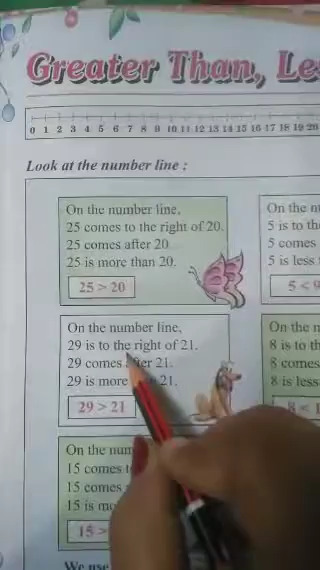 Greater Than,
0 1 2 3 4 5 6 7 8 9 10 11 12 13 14 15 16 17 18 19 20
Look at the number line :
On the number line,
25 comes to the right of 20.
25 comes after 20.
25 is more than 20.
25 > 20
On the
5 is to
5 comes
5 is less
5 <
On the number line,
29 is to the right of 21.
29 comes after 21.
29 is more 21.
29 > 21
On the
8 is to
8 comes
8 is less
8 <
On the
15 comes
15 comes
15 is
15 >
We use